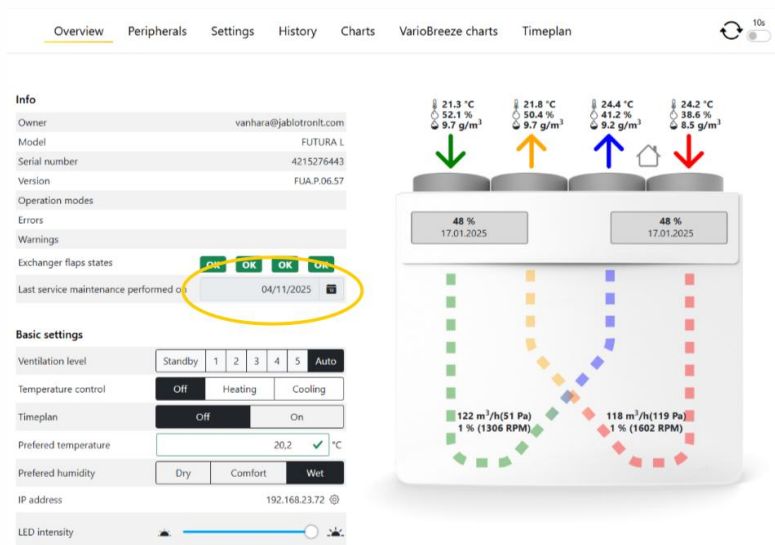 Overview Peripherals Settings History Charts VarioBreeze charts Timeplan 10s
Info
Owner vanhara@jablotronlt.com
Model FUTURA L
Serial number 4215276443
Version FUA.P.06.57
Operation modes
Errors
Warnings
Exchanger flaps states OK OK OK OK
Last service maintenance performed on 04/11/2025
Basic settings
Ventilation level Standby 1 2 3 4 5 Auto
Temperature control Off Heating Cooling
Timeplan Off On
Prefered temperature 20,2 °C
Prefered humidity Dry Comfort Wet
IP address 192.168.23.72
LED intensity
21.3 °C 21.8 °C 24.4 °C 24.2 °C
52.1 % 50.4 % 41.2 % 38.6 %
9.7 g/m³ 9.7 g/m³ 9.2 g/m³ 8.5 g/m³
48 % 48 %
17.01.2025 17.01.2025
122 m³/h(51 Pa) 118 m³/h(119 Pa)
1 % (1306 RPM) 1 % (1602 RPM)